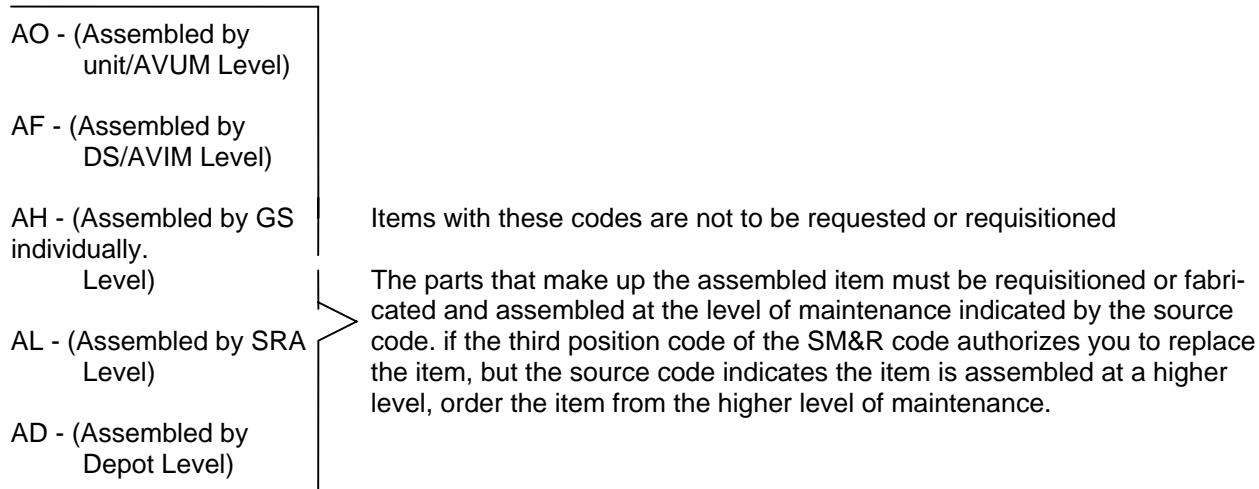 AO - (Assembled by
unit/AVUM Level)
AF - (Assembled by
DS/AVIM Level)
AH - (Assembled by GS
individually.
Level)
AL - (Assembled by SRA
Level)
AD - (Assembled by
Depot Level)
Items with these codes are not to be requested or requisitioned
The parts that make up the assembled item must be requisitioned or fabri-
cated and assembled at the level of maintenance indicated by the source
code. if the third position code of the SM&R code authorizes you to replace
the item, but the source code indicates the item is assembled at a higher
level, order the item from the higher level of maintenance.